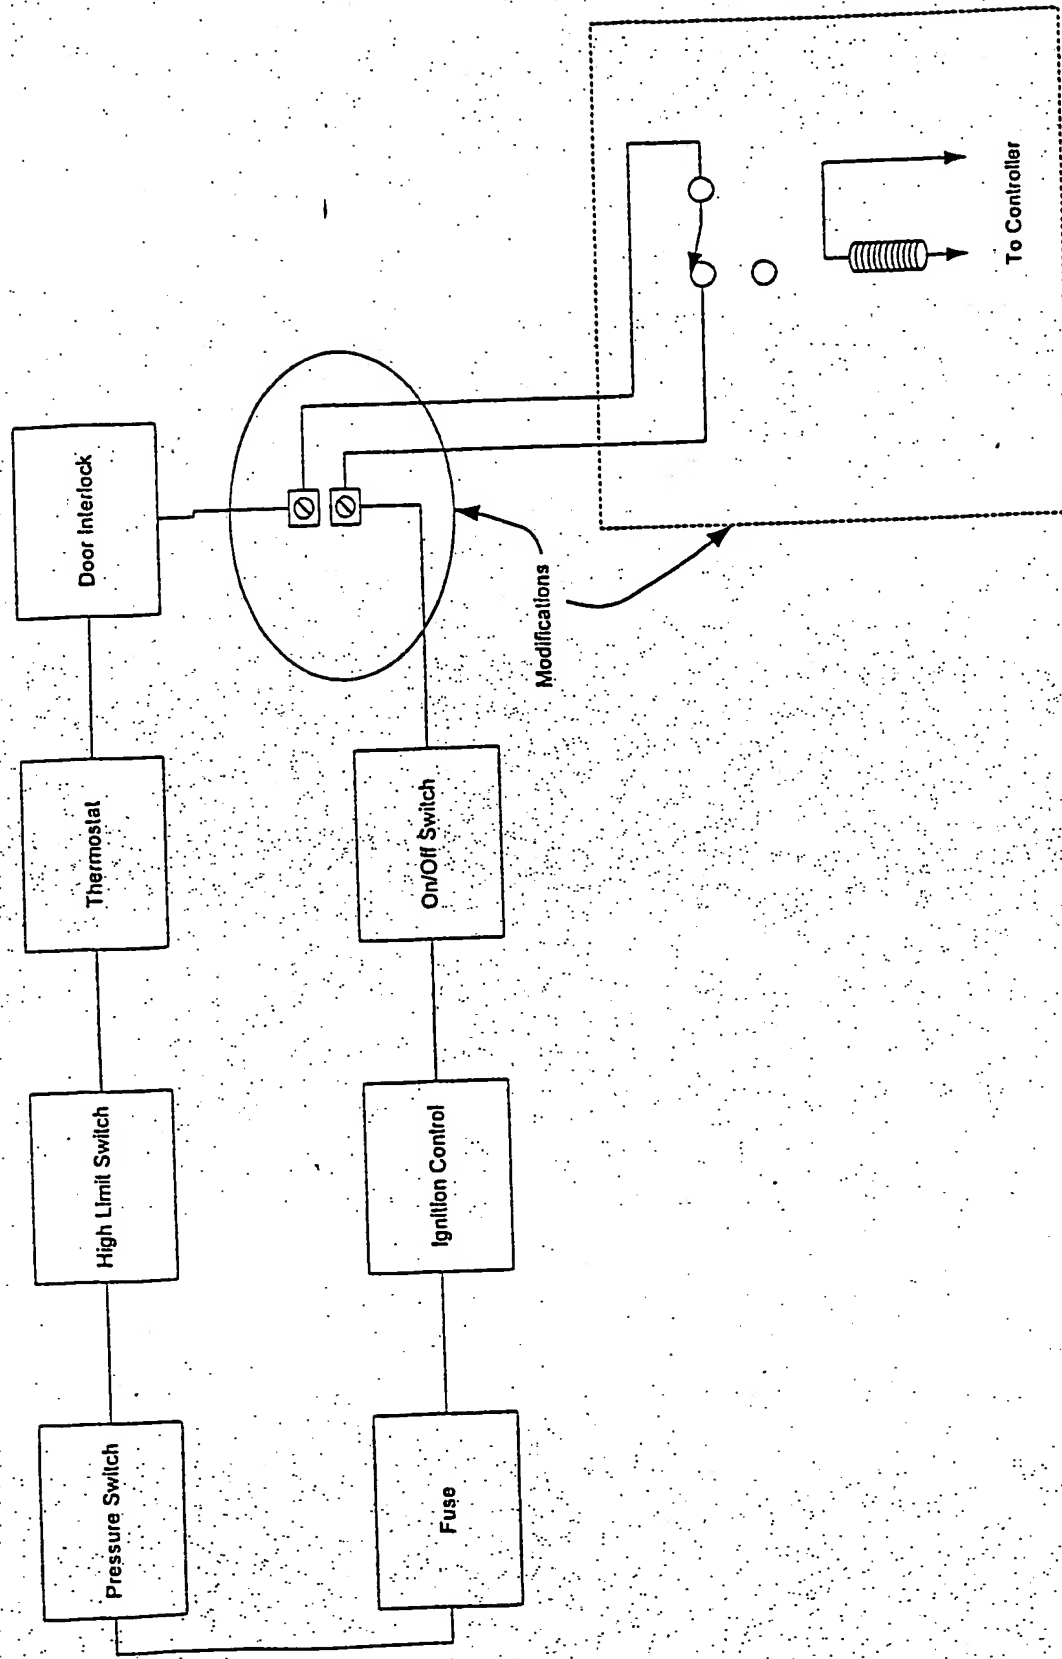 Pressure Switch
High Limit Switch
Thermostat
Door Interlock
Fuse
Ignition Control
On/Off Switch
Modifications
To Controller